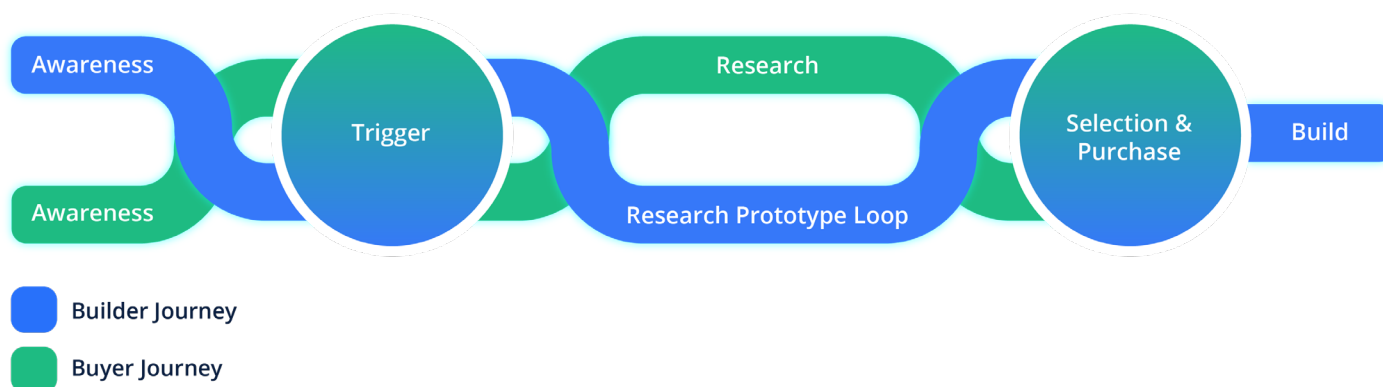 Awareness
Research
Trigger
Selection &
Purchase
Build
Awareness
Research Prototype Loop
Builder Journey
Buyer Journey